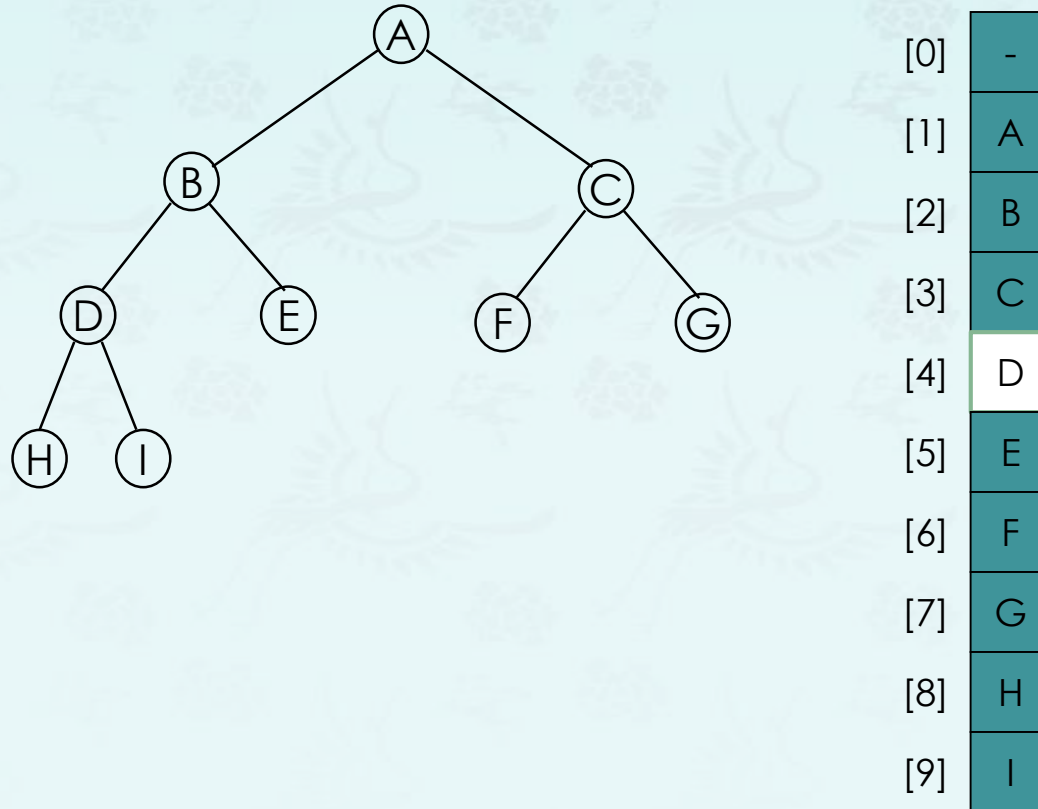 A
B
C
D
E
F
G
H
I
[0] -
[1] A
[2] B
[3] C
[4] D
[5] E
[6] F
[7] G
[8] H
[9] I